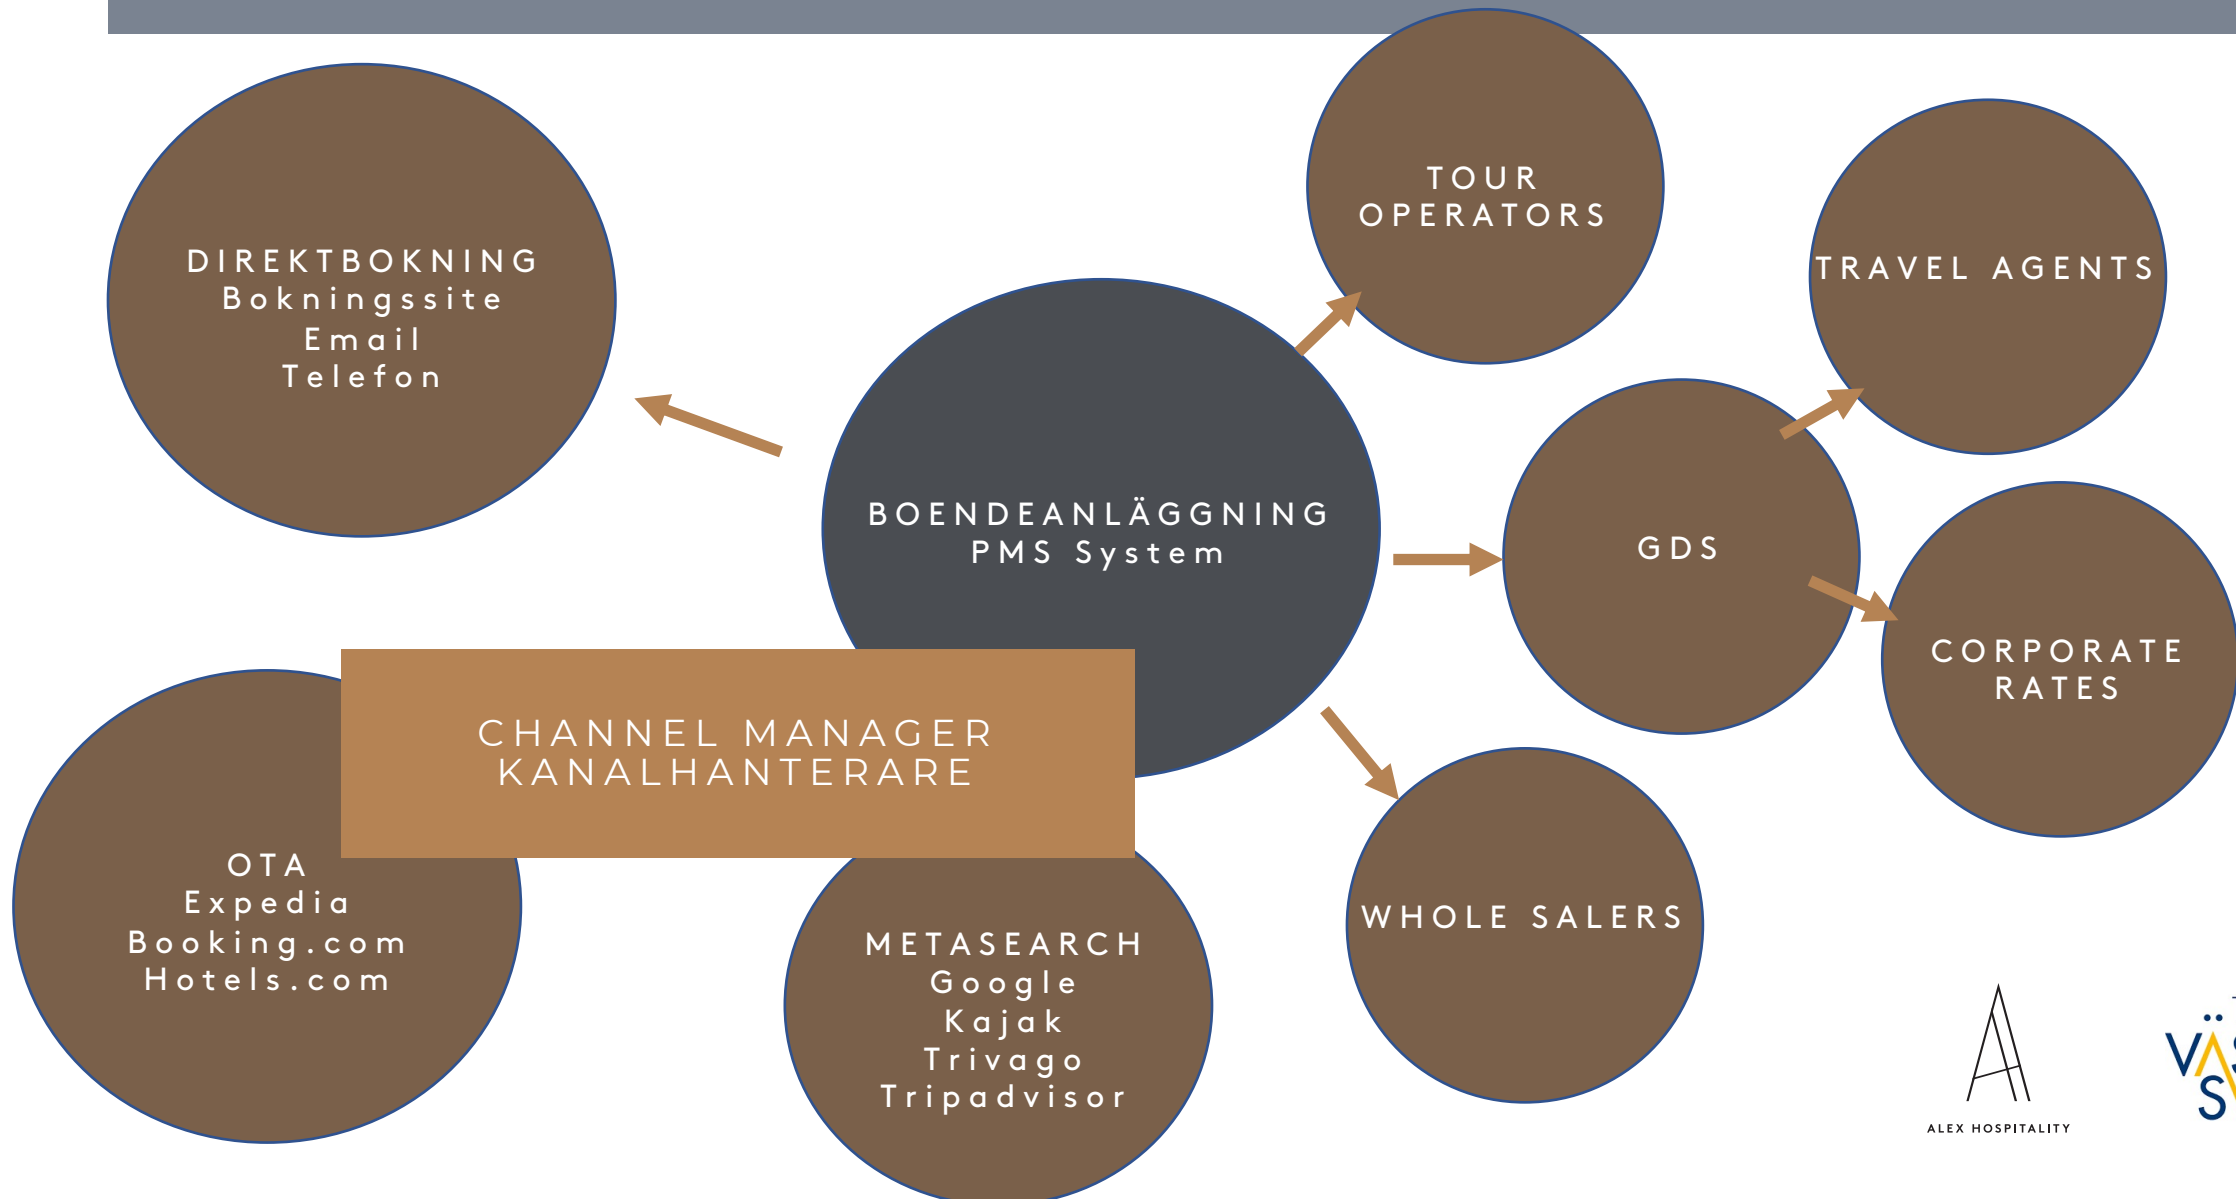 DIREKTBOKNING
Bokningssite
Email
Telefon
TOUR
OPERATORS
TRAVEL AGENTS
BOENDEANLÄGGNING
PMS System
GDS
CORPORATE
RATES
CHANNEL MANAGER
KANALHANTERARE
OTA
Expedia
Booking.com
Hotels.com
METASEARCH
Google
Kajak
Trivago
Tripadvisor
WHOLE SALERS
ALEX HOSPITALITY